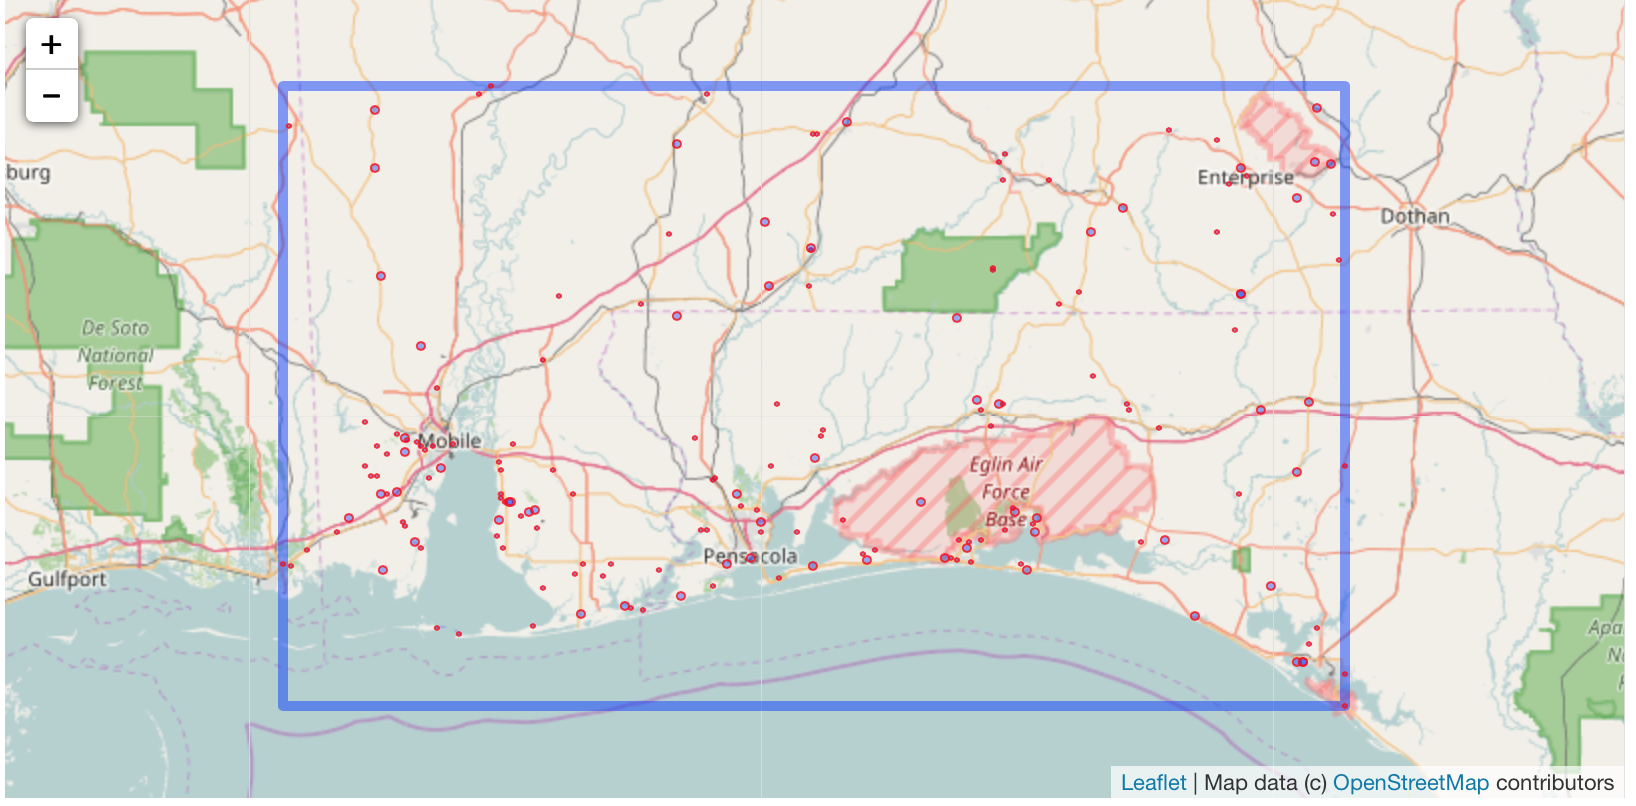 +
−
burg
Enterprise
Dothan
De Soto
National
Forest
Mobile
Eglin Air
Force
Base
Pensacola
Gulfport
Apa
N
Leaflet | Map data (c) OpenStreetMap contributors